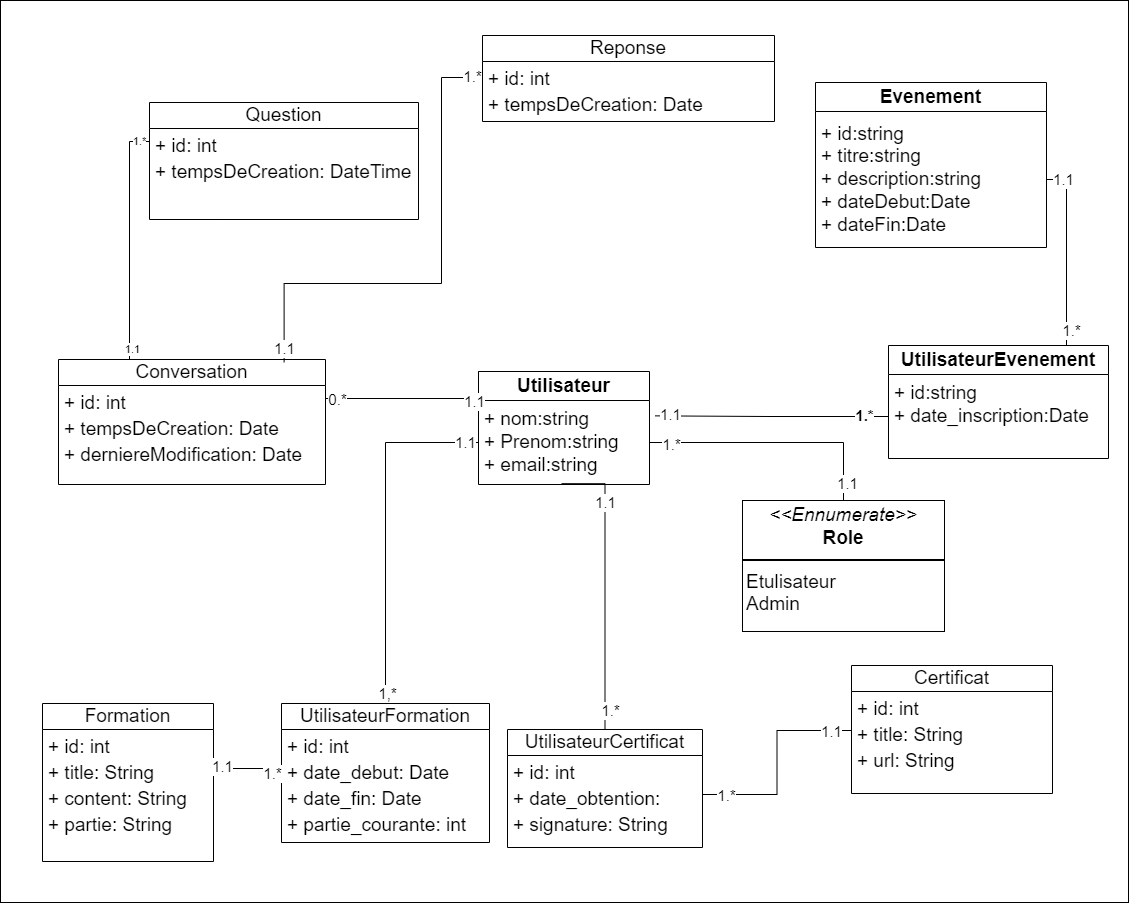 Reponse
+ id: int
+ tempsDeCreation: Date
1.*
Question
+ id: int
+ tempsDeCreation: DateTime
1.*
Evenement
+ id:string
+ titre:string
+ description:string
+ dateDebut:Date
+ dateFin:Date
1.1
1.*
1.1
1.1
Conversation
+ id: int
+ tempsDeCreation: Date
+ derniereModification: Date
0.*
1.1
Utilisateur
+ nom:string
+ Prenom:string
+ email:string
1.1
1.*
UtilisateurEvenement
+ id:string
+ date_inscription:Date
1.1
1.*
1.1
1.1
<<Ennumerate>>
Role
Etulisateur
Admin
1,*
1.*
Formation
+ id: int
+ title: String
+ content: String
+ partie: String
1.1
1.*
UtilisateurFormation
+ id: int
+ date_debut: Date
+ date_fin: Date
+ partie_courante: int
UtilisateurCertificat
+ id: int
+ date_obtention:
+ signature: String
1.*
1.1
Certificat
+ id: int
+ title: String
+ url: String